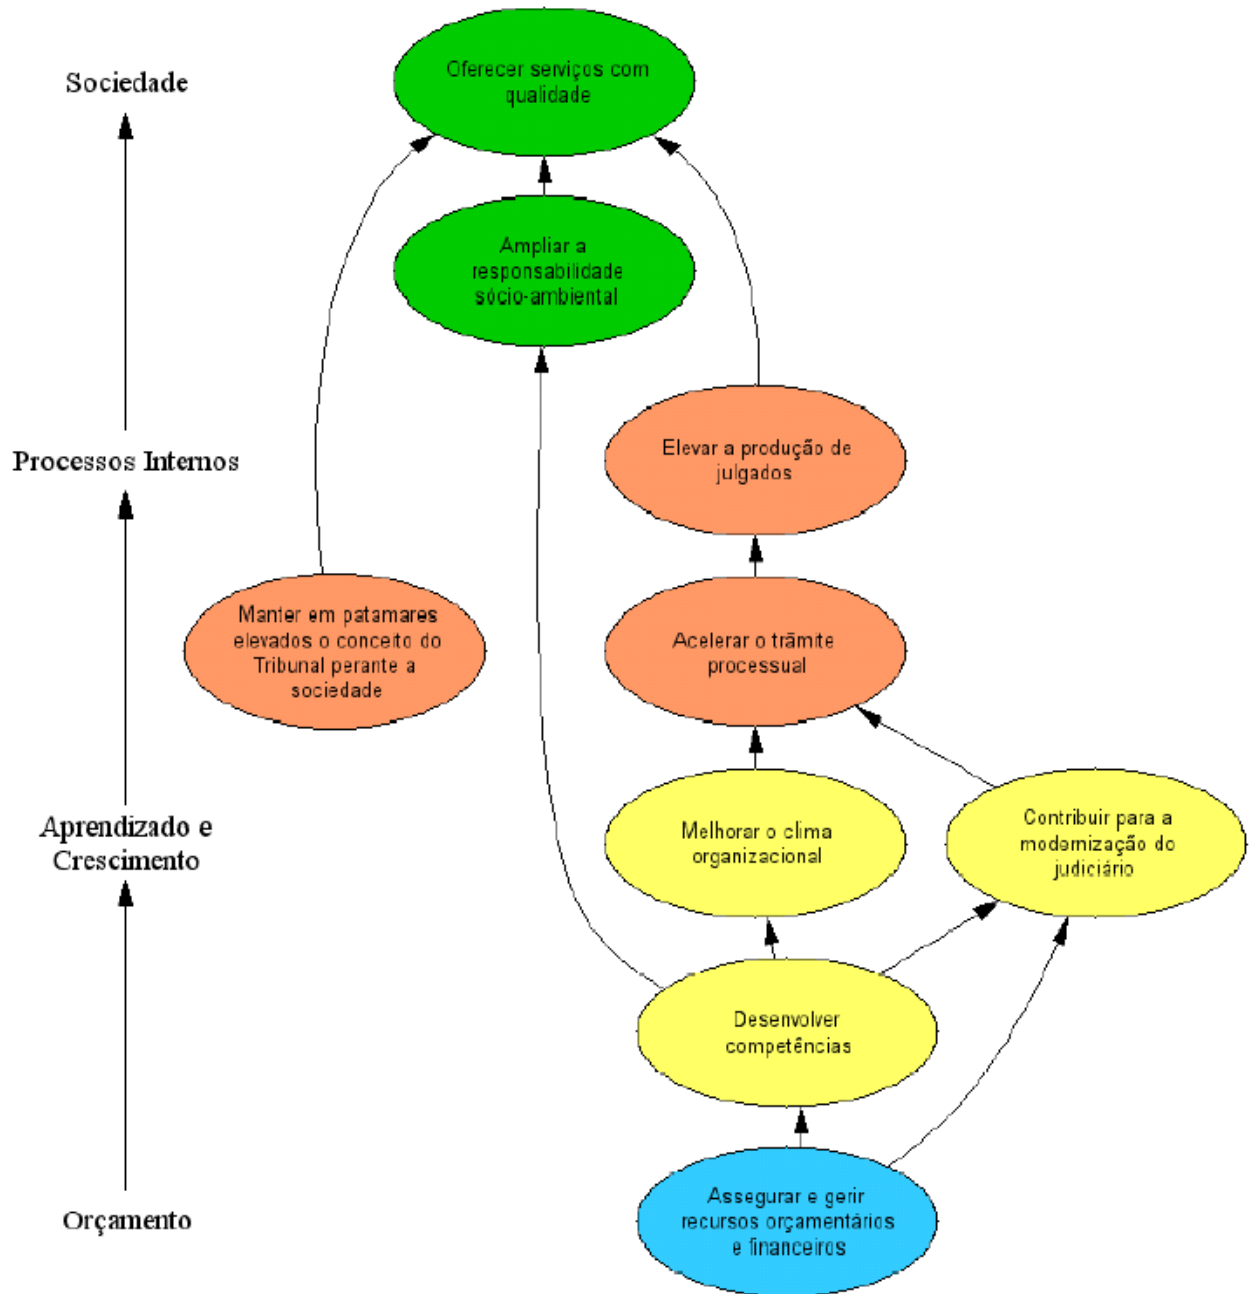 Oferecer serviços com
qualidade
Sociedade
Ampliar a
responsabilidade
sócio-ambiental
Elevar a produção de
julgados
Processos Internos
Manter em patamares
elevados o conceito do
Tribunal perante a
sociedade
Acelerar o trãmite
processual
Aprendizado e
Crescimento
Melhorar o clima
organizacional
Contribuir para a
modernização do
judiciário
Desenvolver
competências
Assegurar e gerir
recursos orçamentários
e financeiros
Orçamento